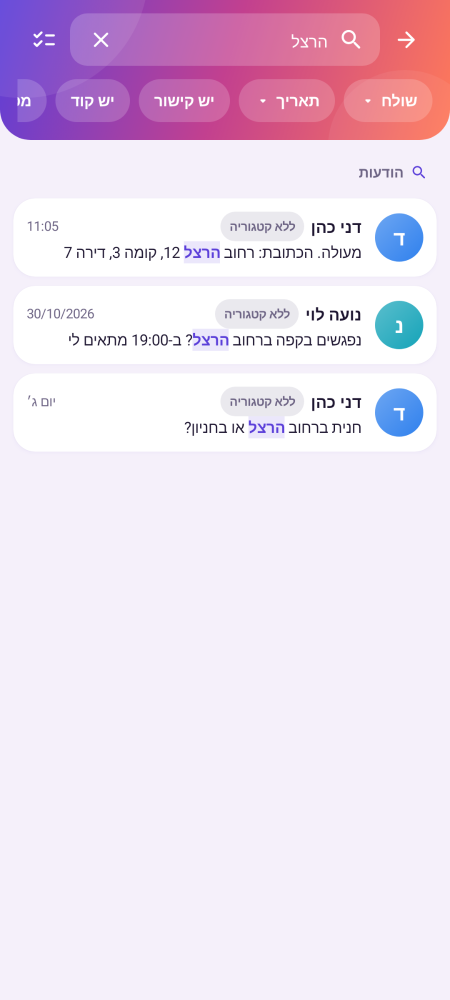 הרצל
שולח
תאריך
יש קישור
יש קוד
הודעות
ד
דני כהן
ללא קטגוריה
11:05
מעולה. הכתובת: רחוב הרצל 12, קומה 3, דירה 7
נ
נועה לוי
ללא קטגוריה
30/10/2026
נפגשים בקפה ברחוב הרצל? ב-19:00 מתאים לי
ד
דני כהן
ללא קטגוריה
יום ג׳
חנית ברחוב הרצל או בחניון?